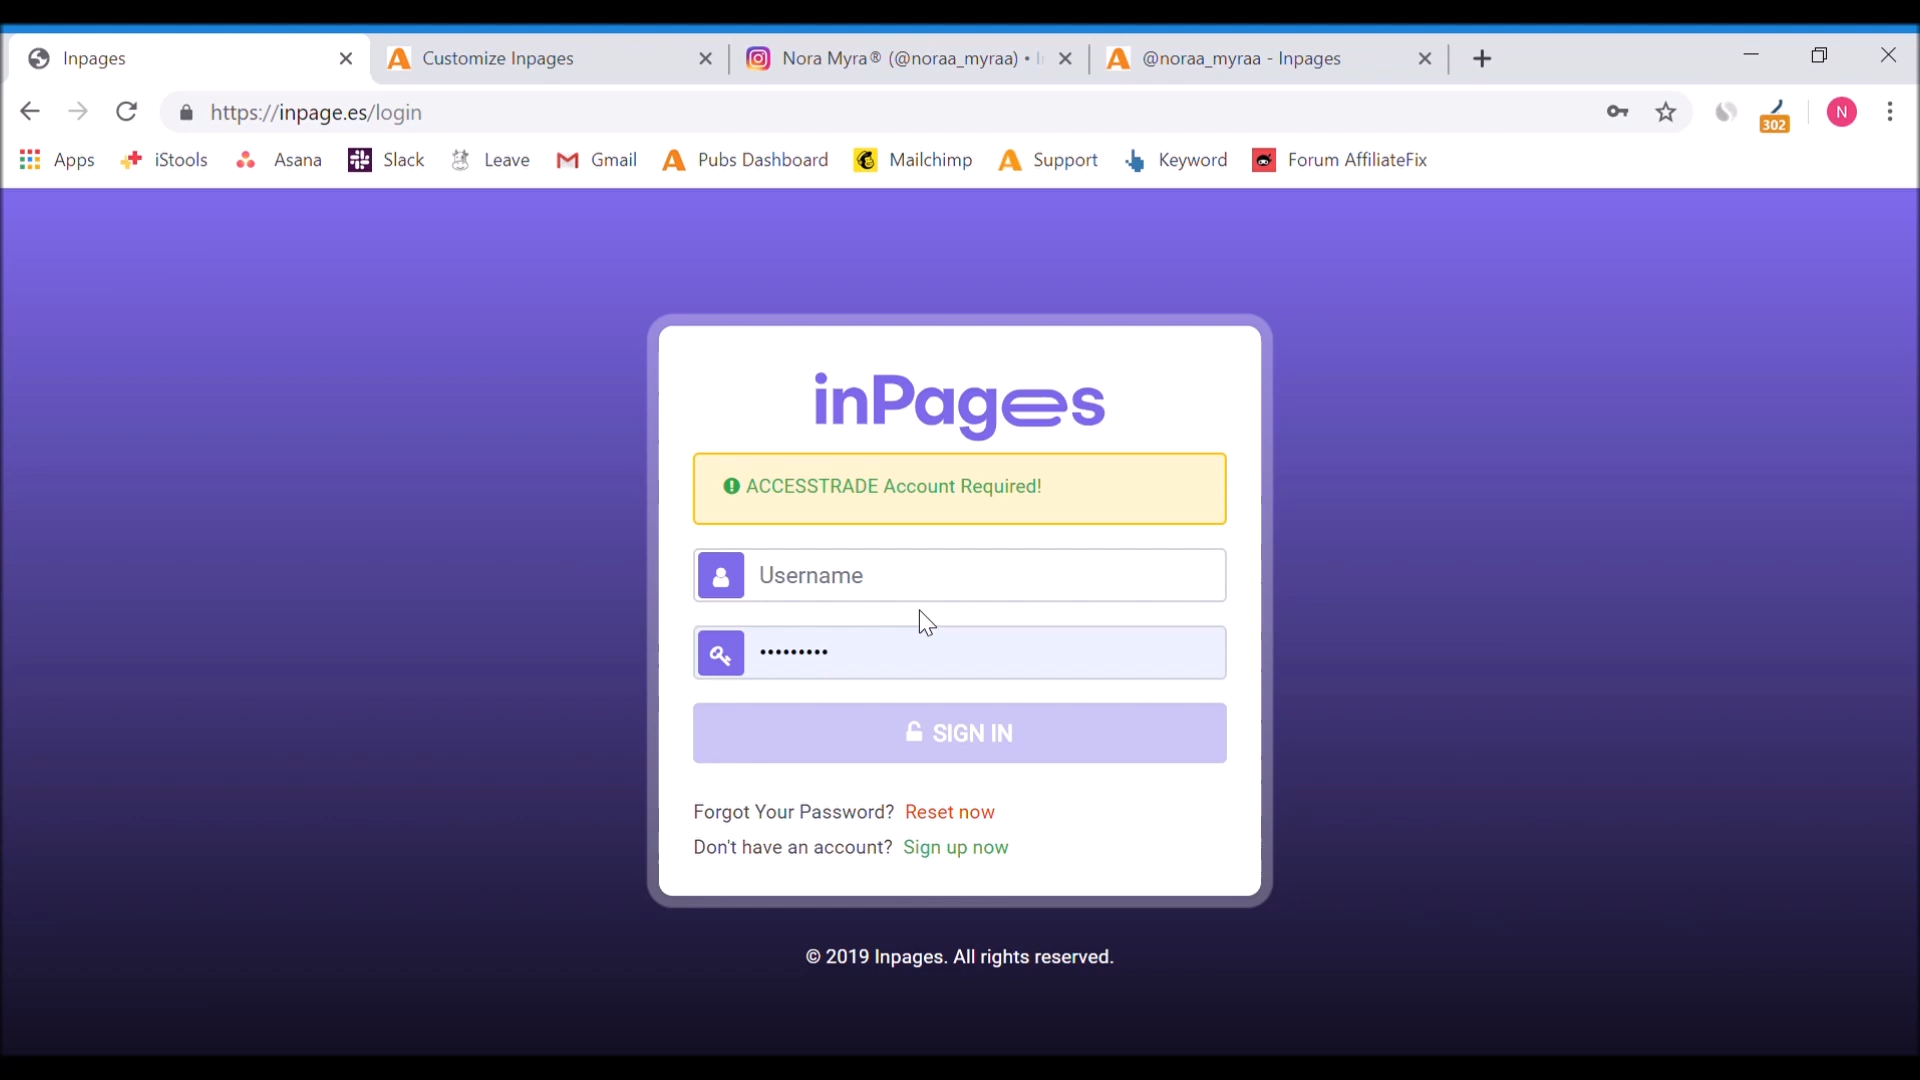 Inpages
Customize Inpages
Nora Myra® (@noraa_myraa) •
@noraa_myraa - Inpages
https://inpage.es/login
302
N
Apps
iStools
Asana
Slack
Leave
Gmail
Pubs Dashboard
Mailchimp
Support
Keyword
Forum AffiliateFix
inPages
ACCESSTRADE Account Required!
Username
•••••••••
SIGN IN
Forgot Your Password? Reset now
Don't have an account? Sign up now
© 2019 Inpages. All rights reserved.